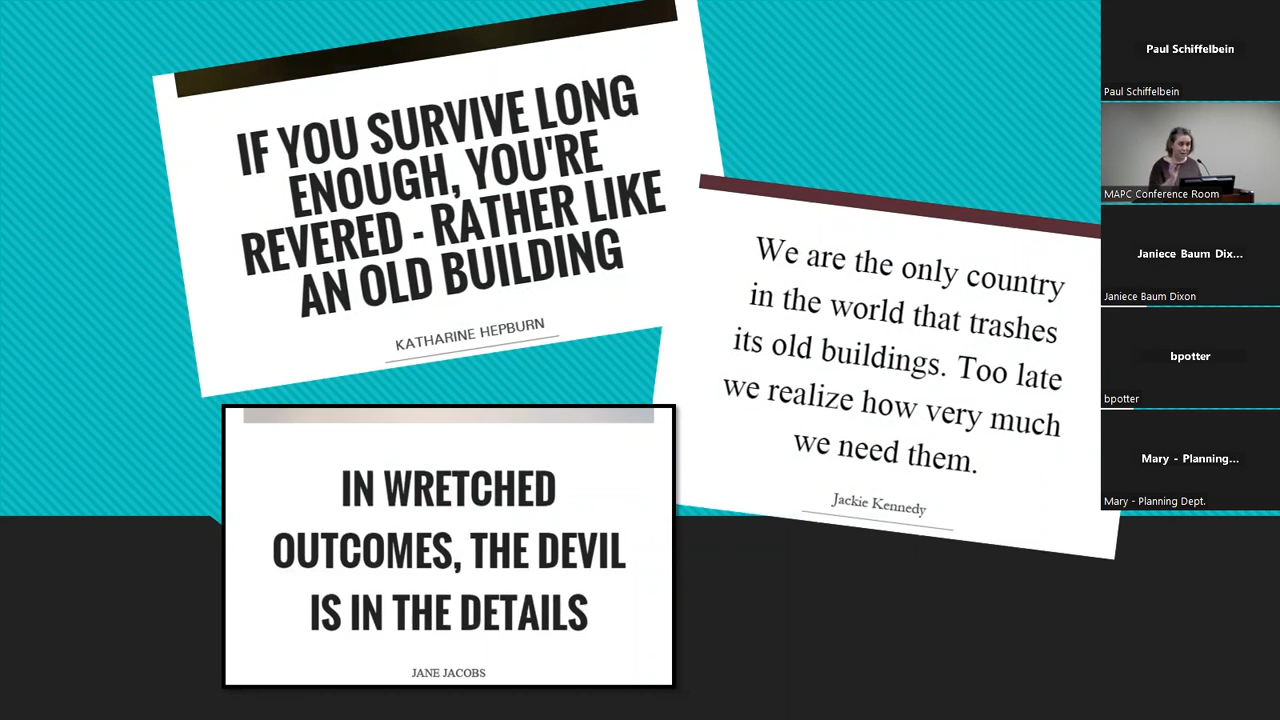 IF YOU SURVIVE LONG
ENOUGH, YOU'RE
REVERED - RATHER LIKE
AN OLD BUILDING
KATHARINE HEPBURN
We are the only country
in the world that trashes
its old buildings. Too late
we realize how very much
we need them.
Jackie Kennedy
IN WRETCHED
OUTCOMES, THE DEVIL
IS IN THE DETAILS
JANE JACOBS
Paul Schiffelbein
Paul Schiffelbein
MAPC Conference Room
Janiece Baum Dix...
Janiece Baum Dixon
bpotter
bpotter
Mary - Planning...
Mary - Planning Dept.